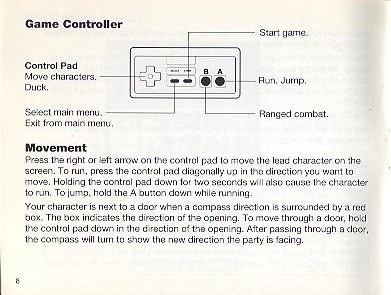 Game Controller
Start game.
Control Pad
Move characters.
Duck.
SELECT START
B A
Run. Jump.
Select main menu.
Exit from main menu.
Ranged combat.
Movement
Press the right or left arrow on the control pad to move the lead character on the
screen. To run, press the control pad diagonally up in the direction you want to
move. Holding the control pad down for two seconds will also cause the character
to run. To jump, hold the A button down while running.
Your character is next to a door when a compass direction is surrounded by a red
box. The box indicates the direction of the opening. To move through a door, hold
the control pad down in the direction of the opening. After passing through a door,
the compass will turn to show the new direction the party is facing.
8